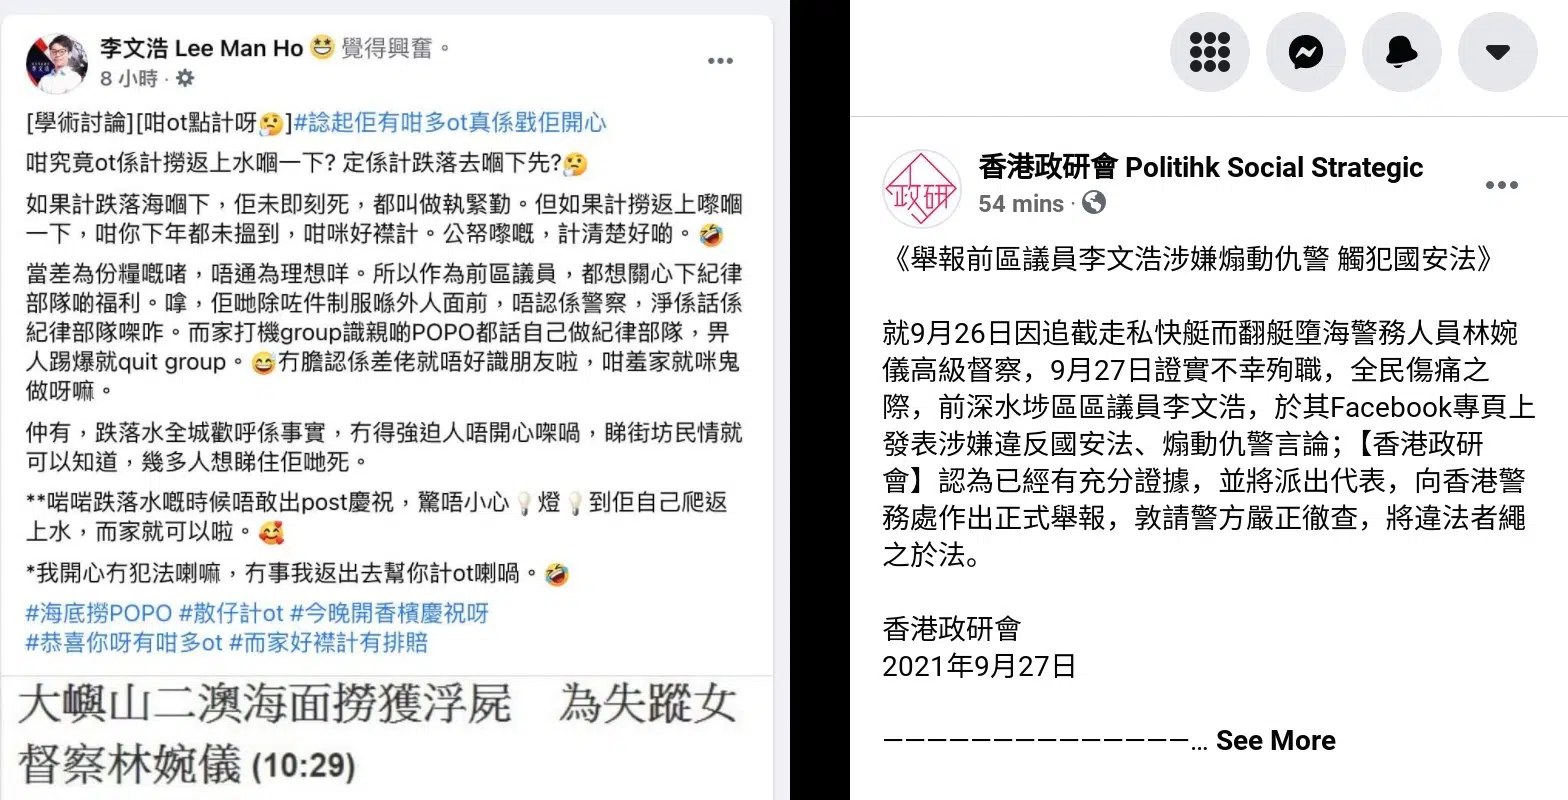 李文浩 Lee Man Ho 🤩 覺得興奮。
8 小時 ·
[學術討論][咁ot點計呀🤔]#諗起佢有咁多ot真係戥佢開心
咁究竟ot係計撈返上水嗰一下? 定係計跌落去嗰下先?🤔
如果計跌落海嗰下，佢未即刻死，都叫做執緊勤。但如果計撈返上嚟嗰
一下，咁你下年都未搵到，咁咪好襟計。公帑嚟嘅，計清楚好啲。🤣
當差為份糧嘅啫，唔通為理想咩。所以作為前區議員，都想關心下紀律
部隊啲福利。嗱，佢哋除咗件制服喺外人面前，唔認係警察，淨係話係
紀律部隊㗎咋。而家打機group識親啲POPO都話自己做紀律部隊，畀
人踢爆就quit group。😅冇膽認係差佬就唔好識朋友啦，咁羞家就咪鬼
做呀嘛。
仲有，跌落水全城歡呼係事實，冇得強迫人唔開心㗎喎，睇街坊民情就
可以知道，幾多人想睇住佢哋死。
**啱啱跌落水嘅時候唔敢出post慶祝，驚唔小心💡燈💡到佢自己爬返
上水，而家就可以啦。🥰
*我開心冇犯法喇嘛，冇事我返出去幫你計ot喇喎。🤣
#海底撈POPO #散仔計ot #今晚開香檳慶祝呀
#恭喜你呀有咁多ot #而家好襟計有排賠
大嶼山二澳海面撈獲浮屍　為失蹤女
督察林婉儀 (10:29)
政研
香港政研會 Politihk Social Strategic
54 mins ·
《舉報前區議員李文浩涉嫌煽動仇警 觸犯國安法》
就9月26日因追截走私快艇而翻艇墮海警務人員林婉
儀高級督察，9月27日證實不幸殉職，全民傷痛之
際，前深水埗區區議員李文浩，於其Facebook專頁上
發表涉嫌違反國安法、煽動仇警言論；【香港政研
會】認為已經有充分證據，並將派出代表，向香港警
務處作出正式舉報，敦請警方嚴正徹查，將違法者繩
之於法。
香港政研會
2021年9月27日
——————————————... See More